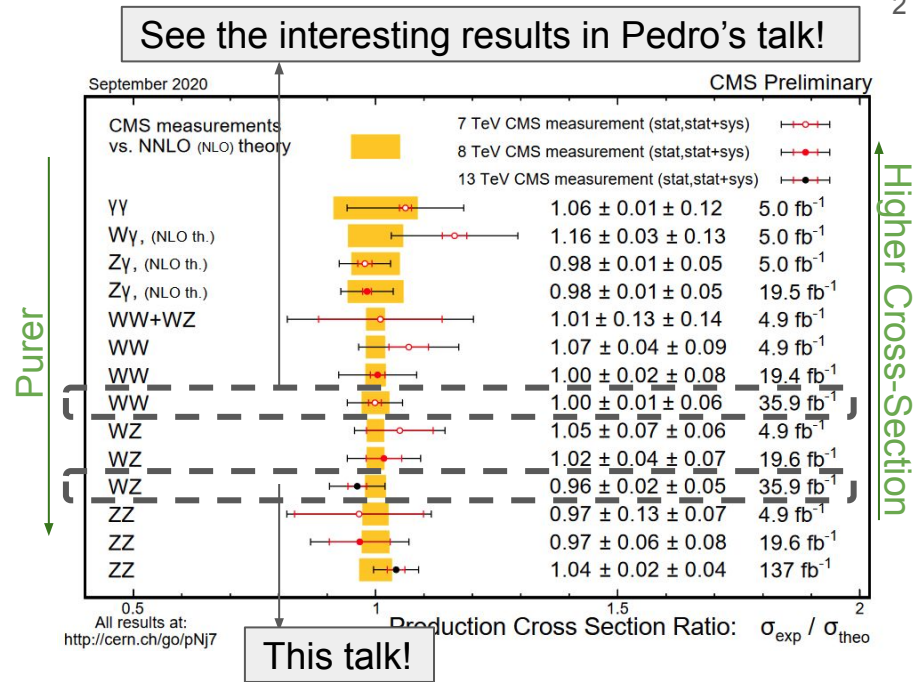 2
See the interesting results in Pedro's talk!
September 2020 CMS Preliminary
CMS measurements
vs. NNLO (NLO) theory
7 TeV CMS measurement (stat,stat+sys)
8 TeV CMS measurement (stat,stat+sys)
13 TeV CMS measurement (stat,stat+sys)
γγ 1.06 ± 0.01 ± 0.12 5.0 fb⁻¹
Wγ, (NLO th.) 1.16 ± 0.03 ± 0.13 5.0 fb⁻¹
Zγ, (NLO th.) 0.98 ± 0.01 ± 0.05 5.0 fb⁻¹
Zγ, (NLO th.) 0.98 ± 0.01 ± 0.05 19.5 fb⁻¹
WW+WZ 1.01 ± 0.13 ± 0.14 4.9 fb⁻¹
WW 1.07 ± 0.04 ± 0.09 4.9 fb⁻¹
WW 1.00 ± 0.02 ± 0.08 19.4 fb⁻¹
WW 1.00 ± 0.01 ± 0.06 35.9 fb⁻¹
WZ 1.05 ± 0.07 ± 0.06 4.9 fb⁻¹
WZ 1.02 ± 0.04 ± 0.07 19.6 fb⁻¹
WZ 0.96 ± 0.02 ± 0.05 35.9 fb⁻¹
ZZ 0.97 ± 0.13 ± 0.07 4.9 fb⁻¹
ZZ 0.97 ± 0.06 ± 0.08 19.6 fb⁻¹
ZZ 1.04 ± 0.02 ± 0.04 137 fb⁻¹
Purer
Higher Cross-Section
0.5 1 1.5 2
All results at:
http://cern.ch/go/pNj7
Production Cross Section Ratio: σexp / σtheo
This talk!